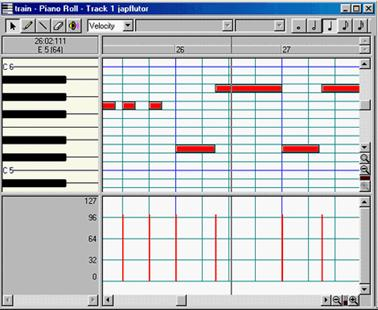 train - Piano Roll - Track 1 japflutor
Velocity
26:02:111
E 5 (64)
26 27
C 6
C 5
127
96
64
32
0